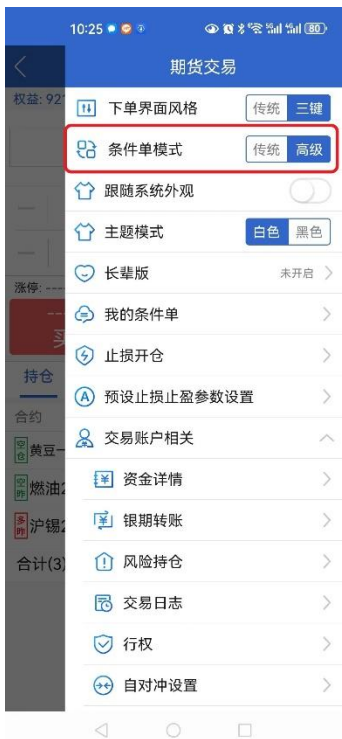 10:25 5G 5G 80
期货交易
权益: 92
下单界面风格 传统 三键
条件单模式 传统 高级
跟随系统外观
主题模式 白色 黑色
涨停: ----
长辈版 未开启
我的条件单
买
止损开仓
持仓
预设止损止盈参数设置
合约
交易账户相关
空仓 黄豆一
资金详情
空昨 燃油2
银期转账
多昨 沪锡2
风险持仓
合计(3)
交易日志
行权
自对冲设置